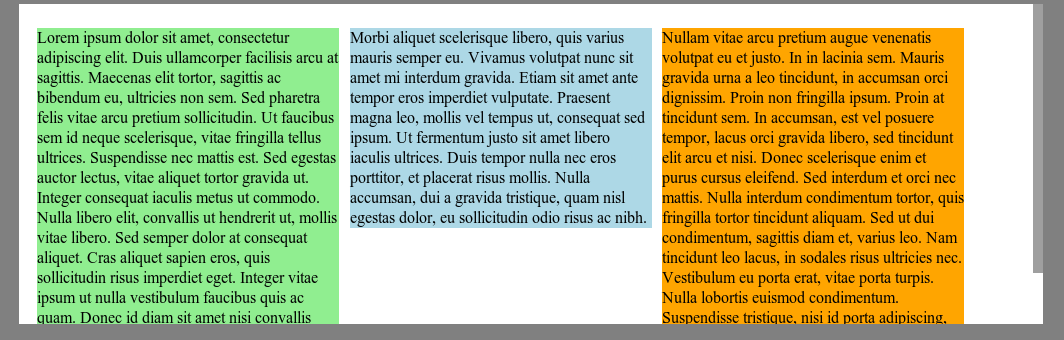 Lorem ipsum dolor sit amet, consectetur
adipiscing elit. Duis ullamcorper facilisis arcu at
sagittis. Maecenas elit tortor, sagittis ac
bibendum eu, ultricies non sem. Sed pharetra
felis vitae arcu pretium sollicitudin. Ut faucibus
sem id neque scelerisque, vitae fringilla tellus
ultrices. Suspendisse nec mattis est. Sed egestas
auctor lectus, vitae aliquet tortor gravida ut.
Integer consequat iaculis metus ut commodo.
Nulla libero elit, convallis ut hendrerit ut, mollis
vitae libero. Sed semper dolor at consequat
aliquet. Cras aliquet sapien eros, quis
sollicitudin risus imperdiet eget. Integer vitae
ipsum ut nulla vestibulum faucibus quis ac
quam. Donec id diam sit amet nisi convallis
Morbi aliquet scelerisque libero, quis varius
mauris semper eu. Vivamus volutpat nunc sit
amet mi interdum gravida. Etiam sit amet ante
tempor eros imperdiet vulputate. Praesent
magna leo, mollis vel tempus ut, consequat sed
ipsum. Ut fermentum justo sit amet libero
iaculis ultrices. Duis tempor nulla nec eros
porttitor, et placerat risus mollis. Nulla
accumsan, dui a gravida tristique, quam nisl
egestas dolor, eu sollicitudin odio risus ac nibh.
Nullam vitae arcu pretium augue venenatis
volutpat eu et justo. In in lacinia sem. Mauris
gravida urna a leo tincidunt, in accumsan orci
dignissim. Proin non fringilla ipsum. Proin at
tincidunt sem. In accumsan, est vel posuere
tempor, lacus orci gravida libero, sed tincidunt
elit arcu et nisi. Donec scelerisque enim et
purus cursus eleifend. Sed interdum et orci nec
mattis. Nulla interdum condimentum tortor, quis
fringilla tortor tincidunt aliquam. Sed ut dui
condimentum, sagittis diam et, varius leo. Nam
tincidunt leo lacus, in sodales risus ultricies nec.
Vestibulum eu porta erat, vitae porta turpis.
Nulla lobortis euismod condimentum.
Suspendisse tristique, nisi id porta adipiscing,